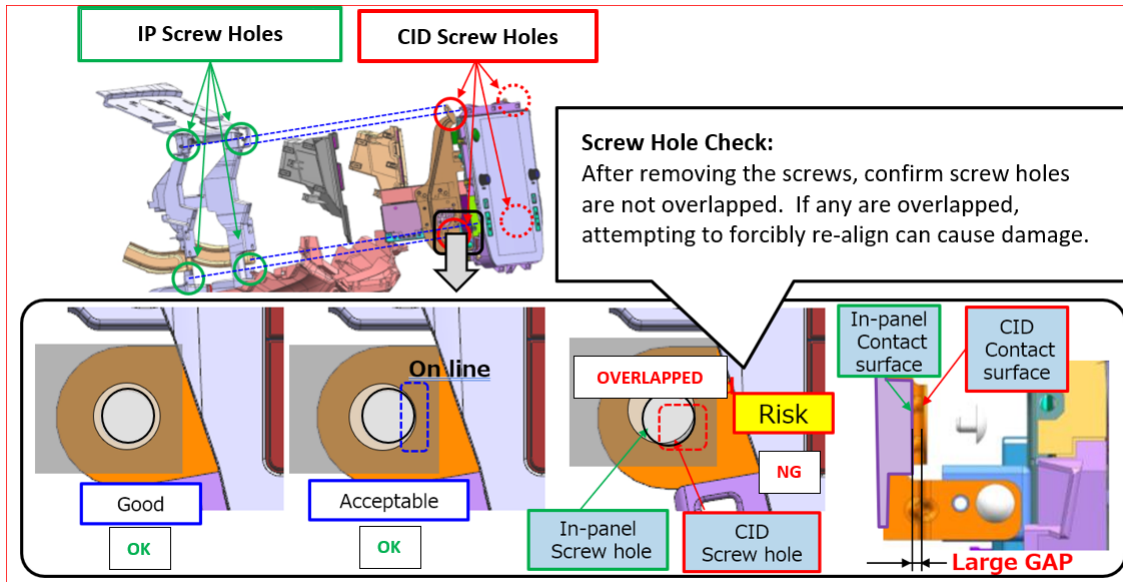 IP Screw Holes
CID Screw Holes
Screw Hole Check:
After removing the screws, confirm screw holes
are not overlapped.  If any are overlapped,
attempting to forcibly re-align can cause damage.
On line
OVERLAPPED
Risk
NG
Good
OK
Acceptable
OK
In-panel
Screw hole
CID
Screw hole
In-panel
Contact
surface
CID
Contact
surface
Large GAP